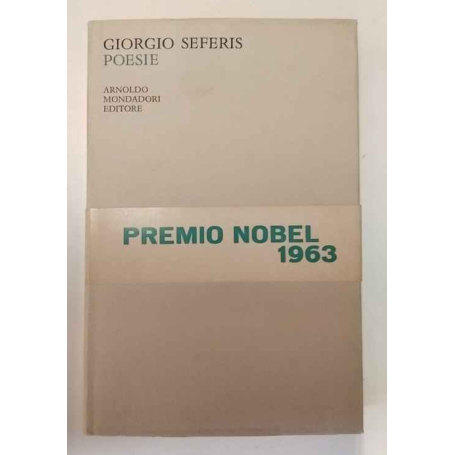 GIORGIO SEFERIS
POESIE
ARNOLDO
MONDADORI
EDITORE
PREMIO NOBEL
1963